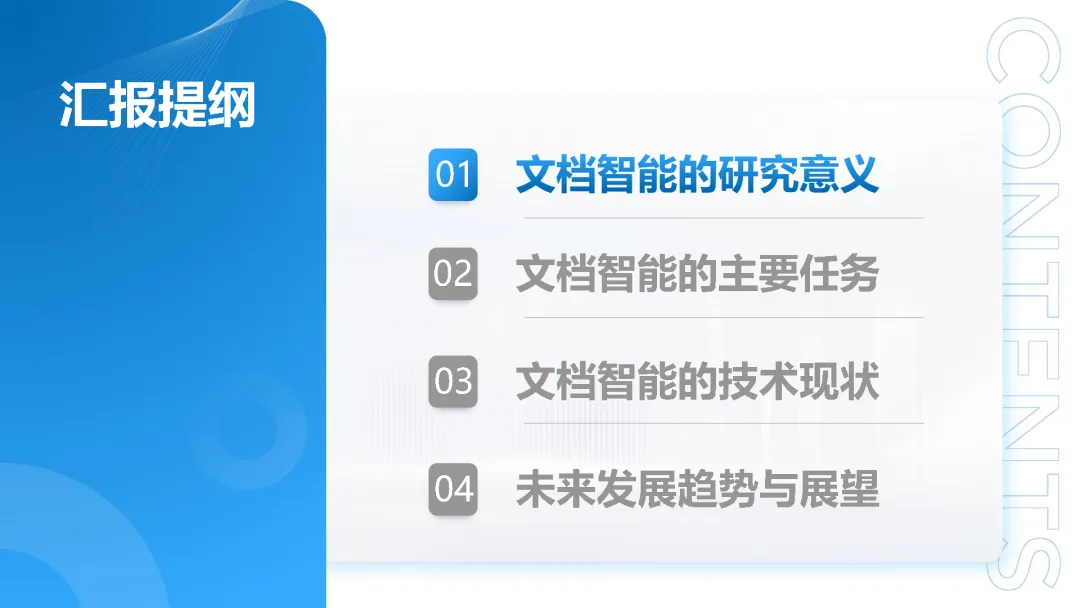 汇报提纲
01 文档智能的研究意义
02 文档智能的主要任务
03 文档智能的技术现状
04 未来发展趋势与展望
CONTENTS